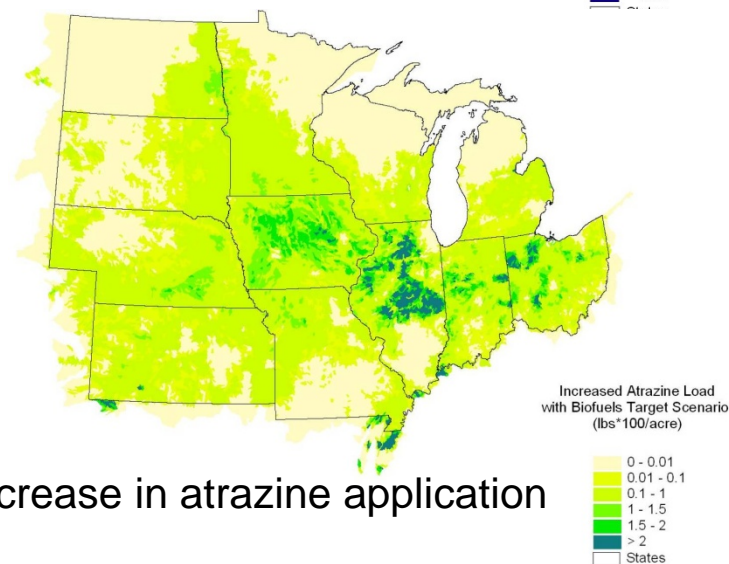 Increased Atrazine Load
with Biofuels Target Scenario
(lbs*100/acre)
0 - 0.01
0.01 - 0.1
0.1 - 1
1 - 1.5
1.5 - 2
> 2
States
crease in atrazine application